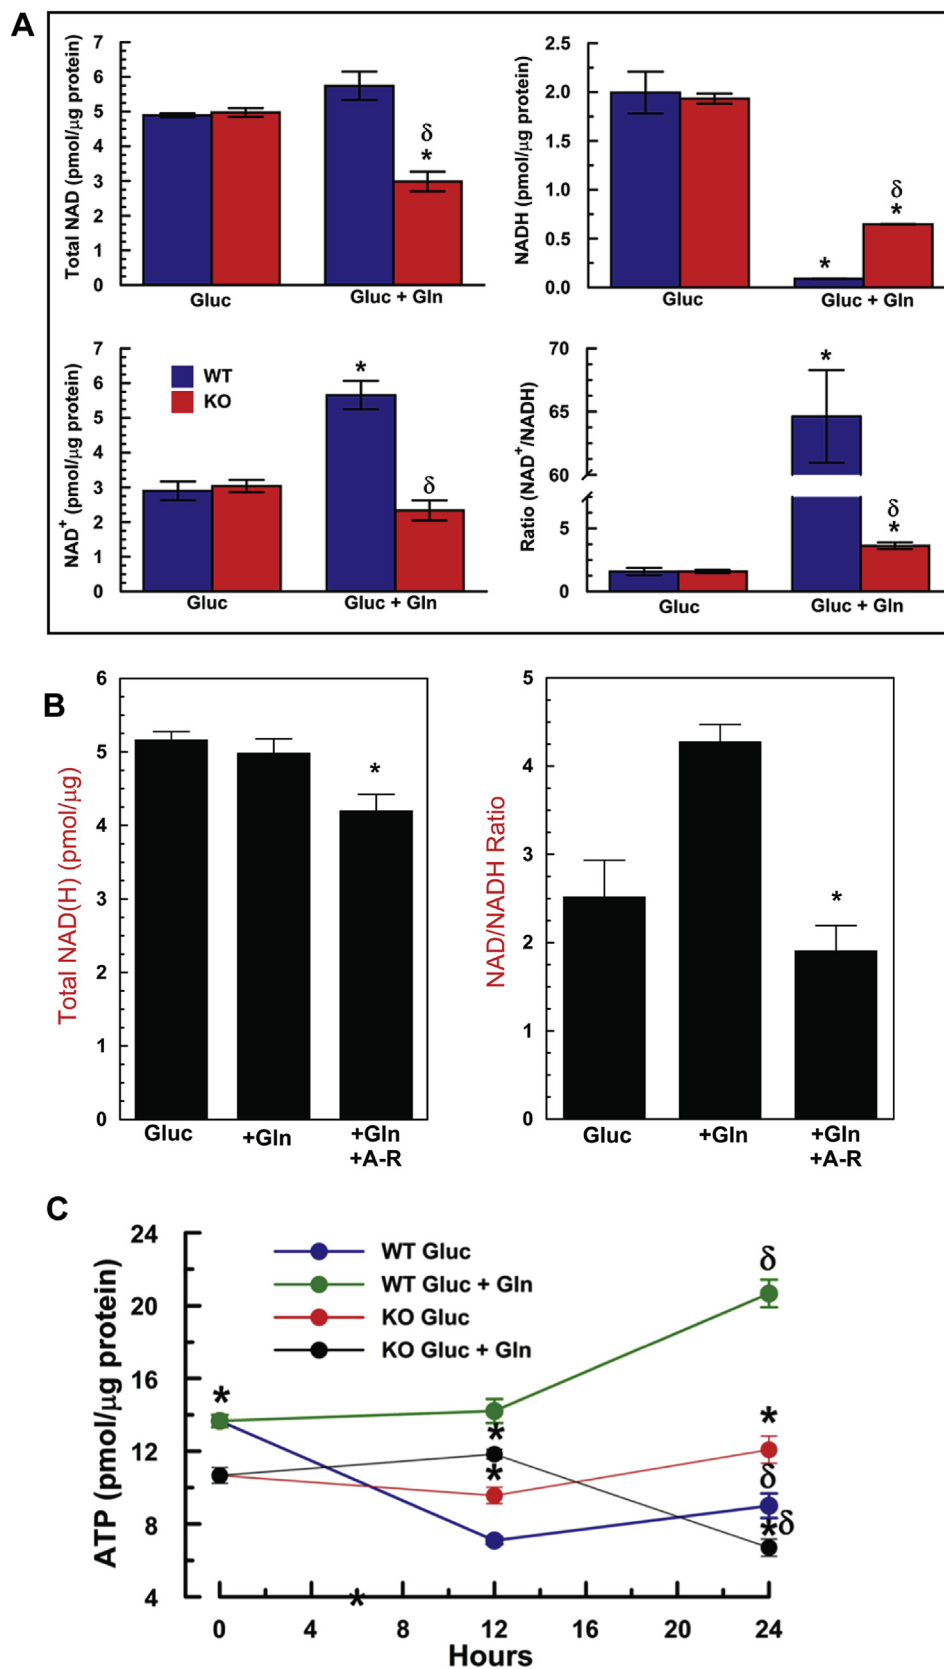 A
Total NAD (pmol/µg protein)
7
6
5
4
3
2
1
0
δ
*
Gluc
Gluc + Gln
NADH (pmol/µg protein)
2.5
2.0
1.5
1.0
0.5
0.0
*
δ
*
Gluc
Gluc + Gln
NAD+ (pmol/µg protein)
7
6
5
4
3
2
1
0
WT
KO
*
δ
Gluc
Gluc + Gln
Ratio (NAD+/NADH)
70
65
60
5
0
*
δ
*
Gluc
Gluc + Gln
B
Total NAD(H) (pmol/µg)
6
5
4
3
2
1
0
*
Gluc
+Gln
+Gln
+A-R
NAD/NADH Ratio
5
4
3
2
1
0
*
Gluc
+Gln
+Gln
+A-R
C
ATP (pmol/µg protein)
24
20
16
12
8
4
WT Gluc
WT Gluc + Gln
KO Gluc
KO Gluc + Gln
*
*
*
δ
*
δ
*δ
*
0 4 8 12 16 20 24
Hours